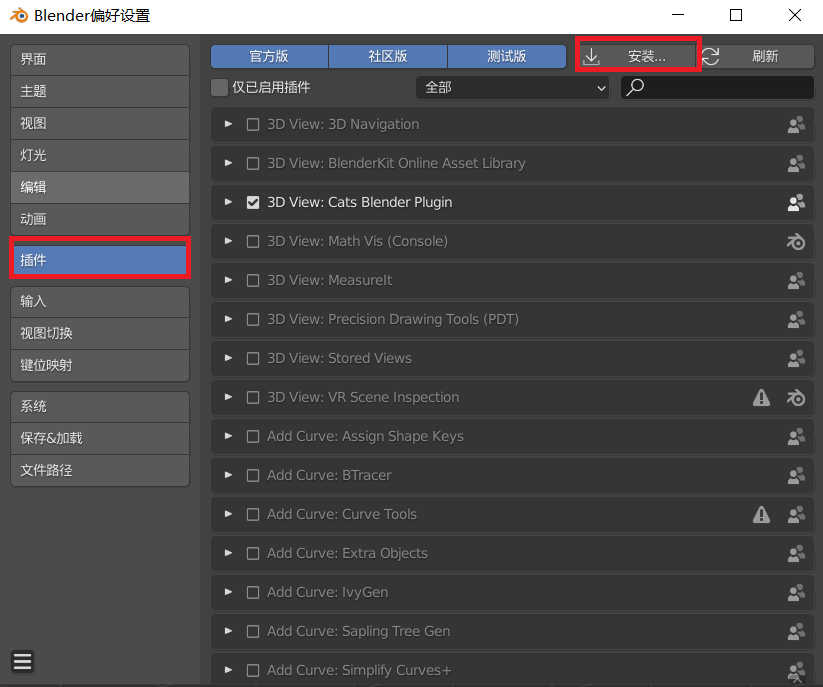 Blender偏好设置
界面
主题
视图
灯光
编辑
动画
插件
输入
视图切换
键位映射
系统
保存&加载
文件路径
官方版 社区版 测试版 安装... 刷新
仅已启用插件 全部
3D View: 3D Navigation
3D View: BlenderKit Online Asset Library
3D View: Cats Blender Plugin
3D View: Math Vis (Console)
3D View: MeasureIt
3D View: Precision Drawing Tools (PDT)
3D View: Stored Views
3D View: VR Scene Inspection
Add Curve: Assign Shape Keys
Add Curve: BTracer
Add Curve: Curve Tools
Add Curve: Extra Objects
Add Curve: IvyGen
Add Curve: Sapling Tree Gen
Add Curve: Simplify Curves+